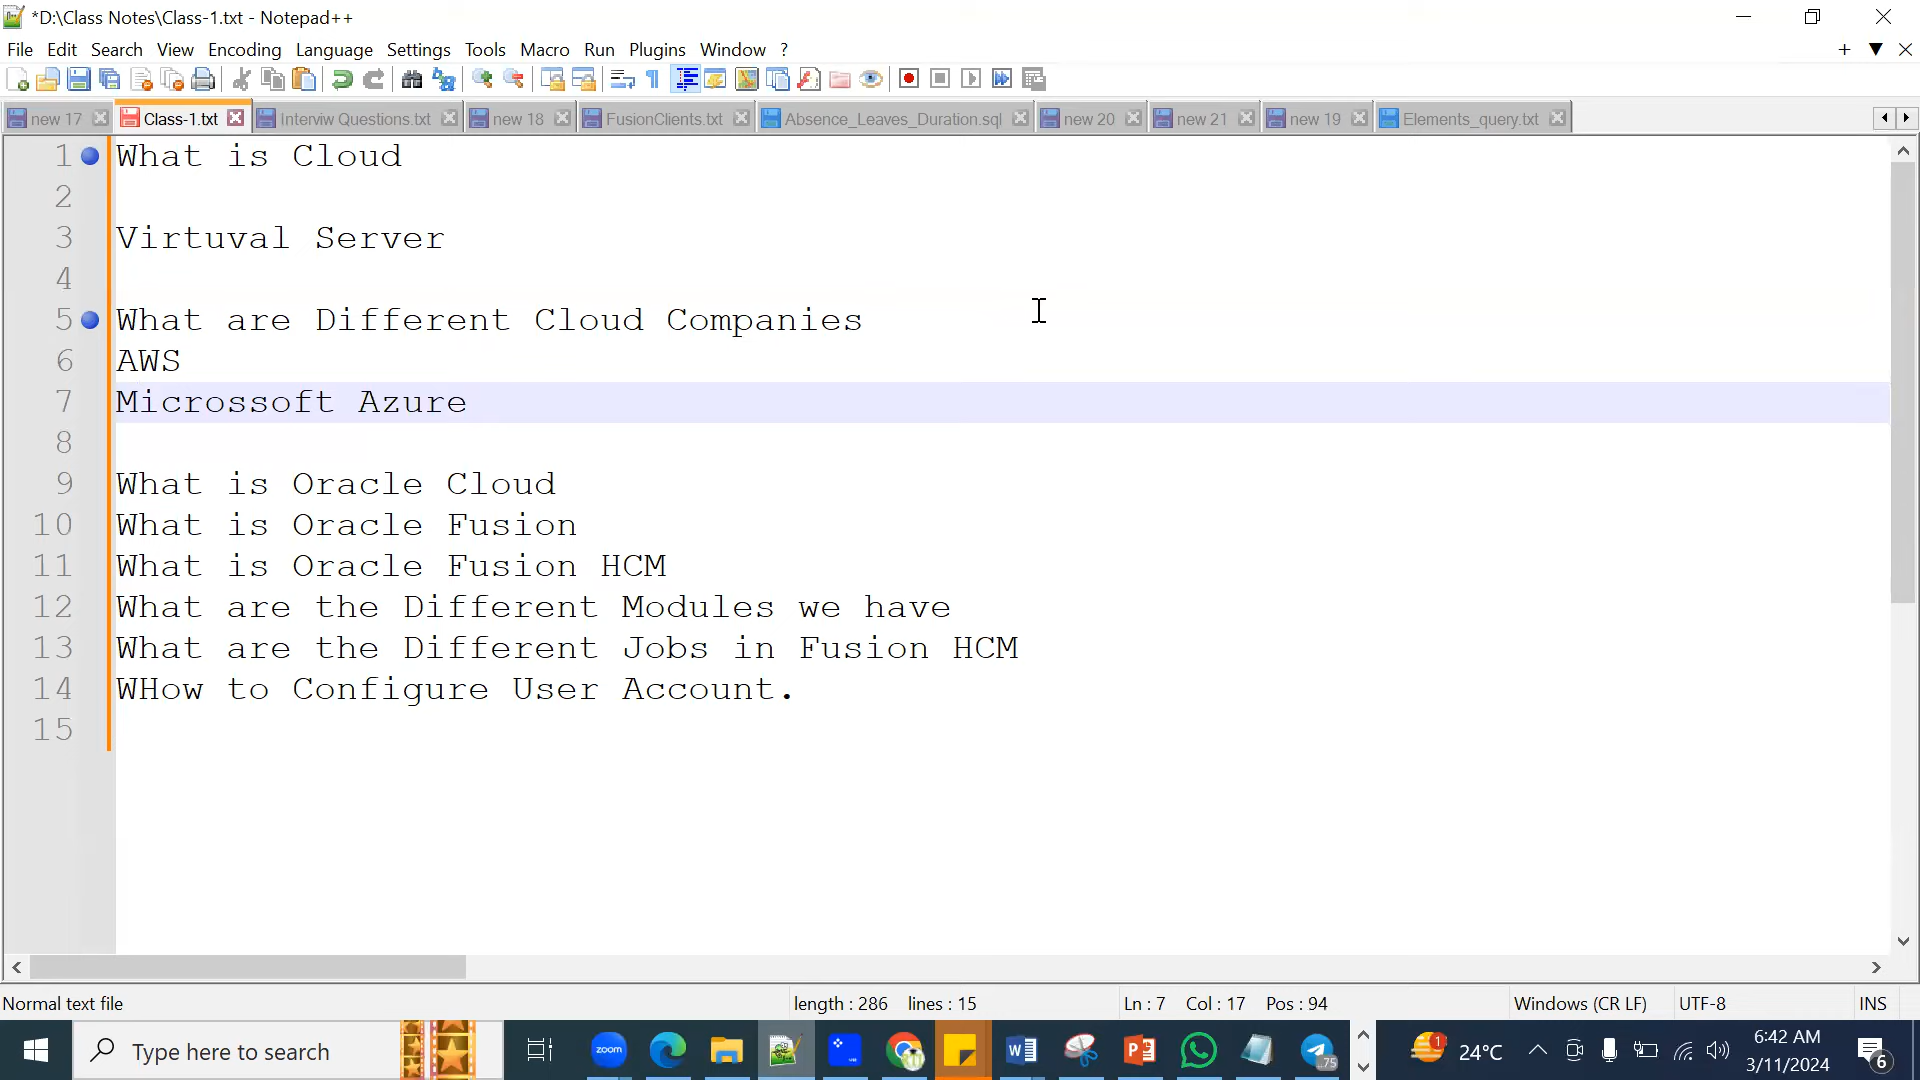 *D:\Class Notes\Class-1.txt - Notepad++
File Edit Search View Encoding Language Settings Tools Macro Run Plugins Window ?
new 17 Class-1.txt Interviw Questions.txt new 18 FusionClients.txt Absence_Leaves_Duration.sql new 20 new 21 new 19 Elements_query.txt
1 What is Cloud
2
3 Virtuval Server
4
5 What are Different Cloud Companies
6 AWS
7 Microssoft Azure
8
9 What is Oracle Cloud
10 What is Oracle Fusion
11 What is Oracle Fusion HCM
12 What are the Different Modules we have
13 What are the Different Jobs in Fusion HCM
14 WHow to Configure User Account.
15
Normal text file length : 286 lines : 15 Ln : 7 Col : 17 Pos : 94 Windows (CR LF) UTF-8 INS
Type here to search zoom 75 1 24°C 6:42 AM
3/11/2024 6